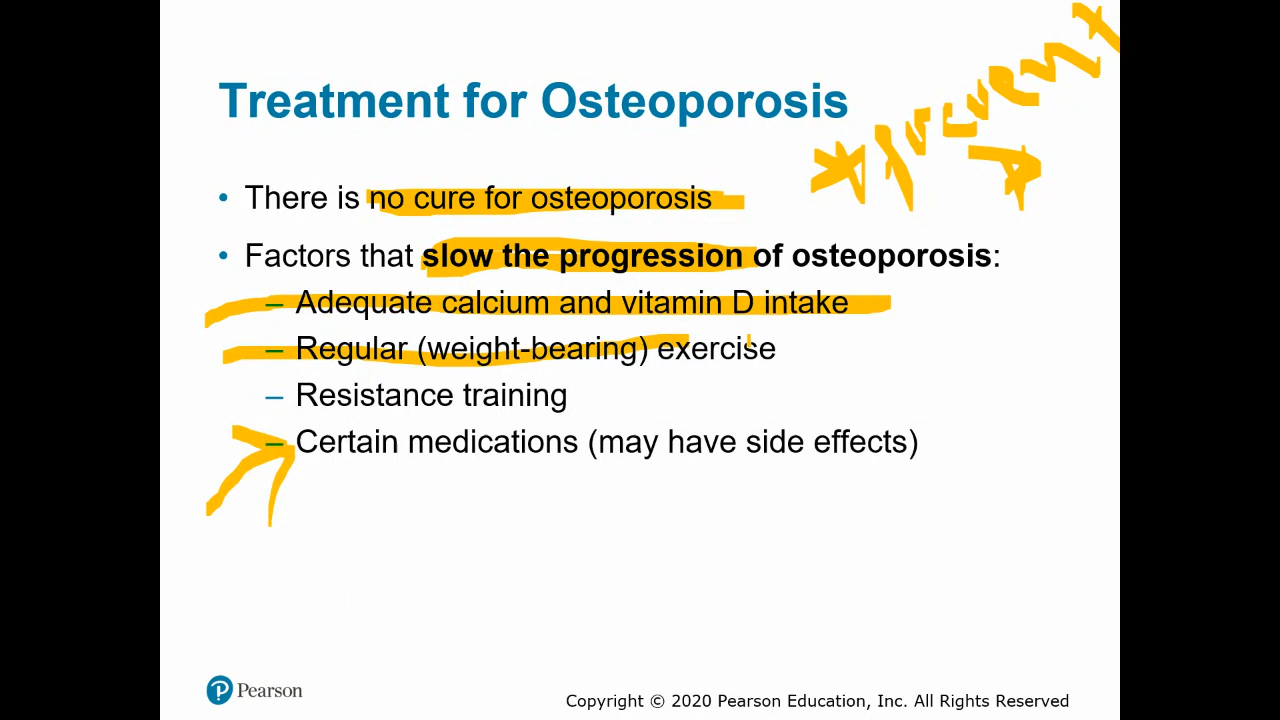 Treatment for Osteoporosis
*prevent
• There is no cure for osteoporosis
• Factors that slow the progression of osteoporosis:
– Adequate calcium and vitamin D intake
– Regular (weight-bearing) exercise
– Resistance training
– Certain medications (may have side effects)
Pearson
Copyright © 2020 Pearson Education, Inc. All Rights Reserved